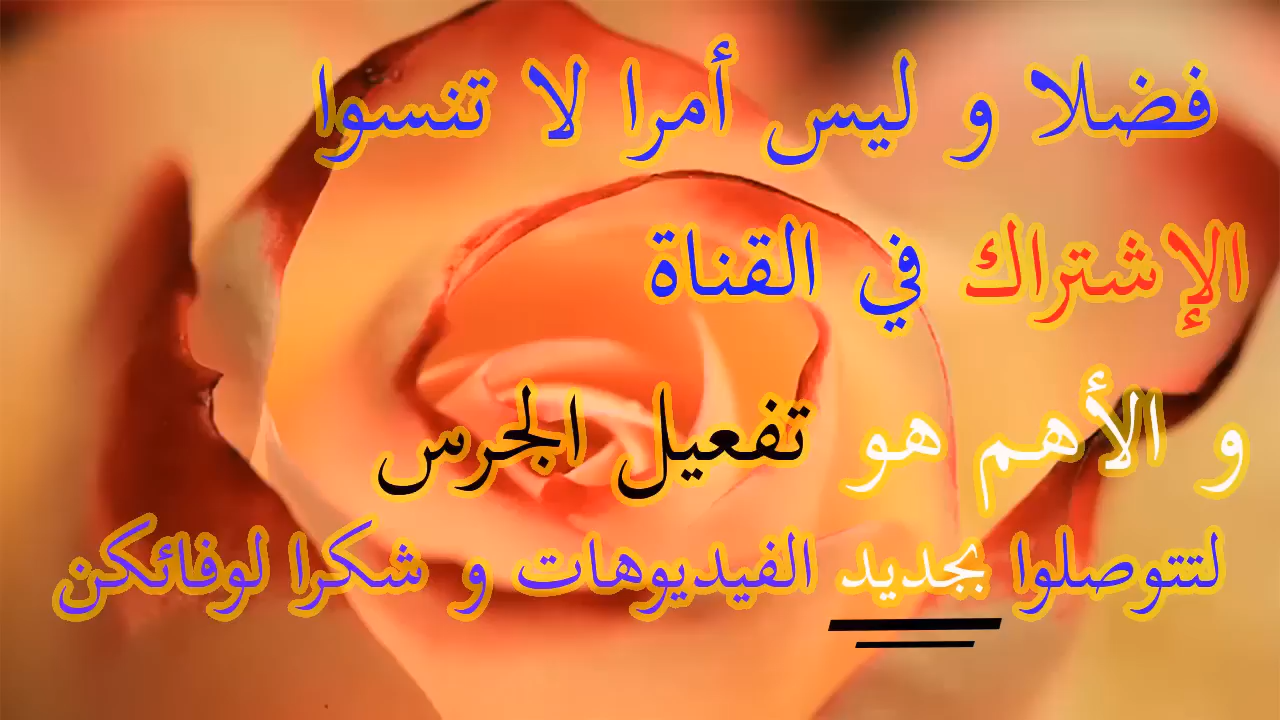 فضلا و ليس أمرا لا تنسوا
الإشتراك في القناة
و الأهم هو تفعيل الجرس
لتتوصلوا بجديد الفيديوهات و شكرا لوفائكن